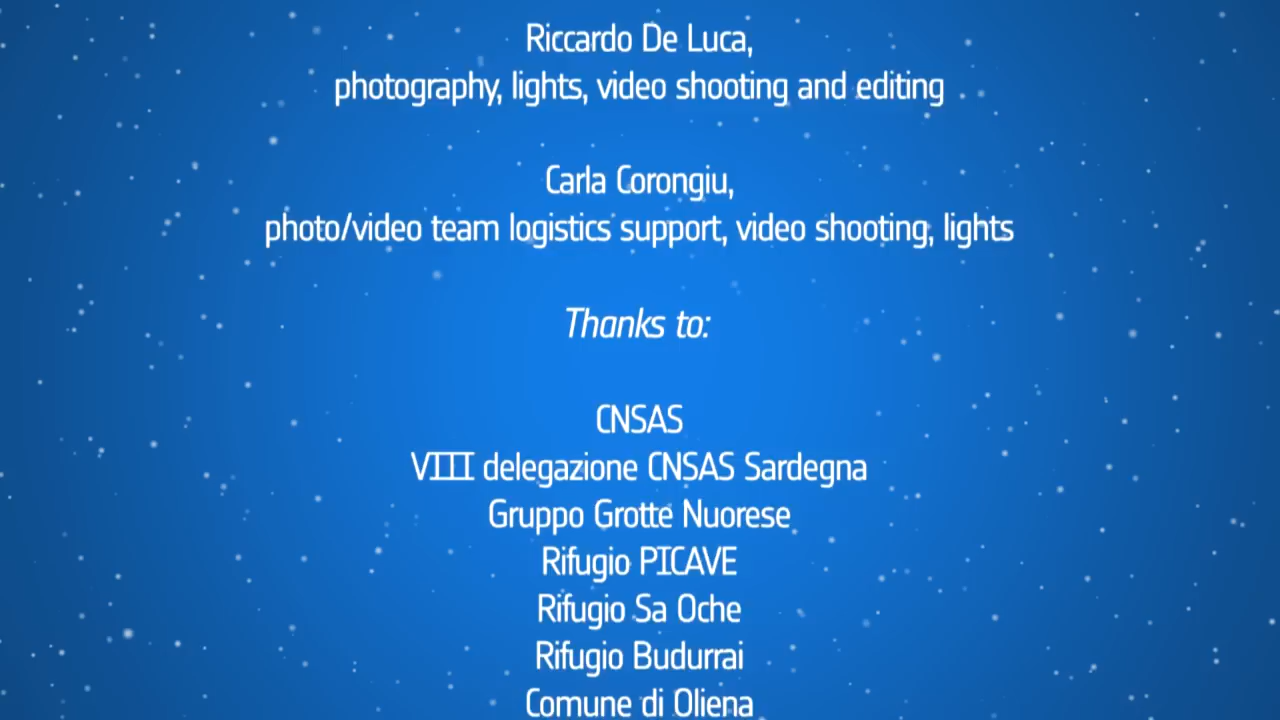 Riccardo De Luca,
photography, lights, video shooting and editing
Carla Corongiu,
photo/video team logistics support, video shooting, lights
Thanks to:
CNSAS
VIII delegazione CNSAS Sardegna
Gruppo Grotte Nuorese
Rifugio PICAVE
Rifugio Sa Oche
Rifugio Budurrai
Comune di Oliena